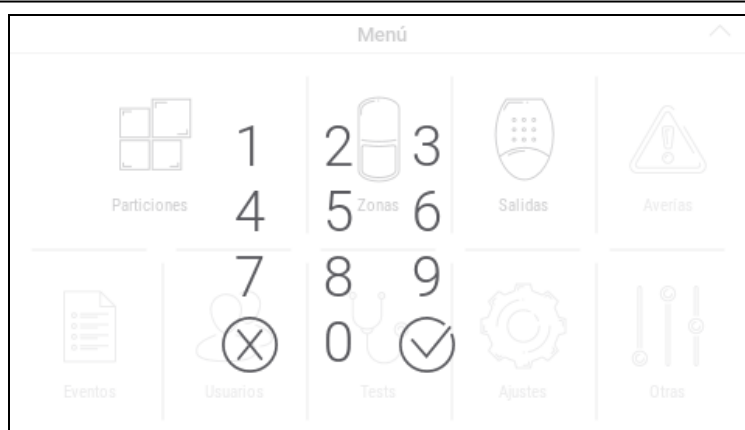 Menú
1 2 3
Particiones Zonas Salidas Averías
4 5 6
7 8 9
0
Eventos Usuarios Tests Ajustes Otras